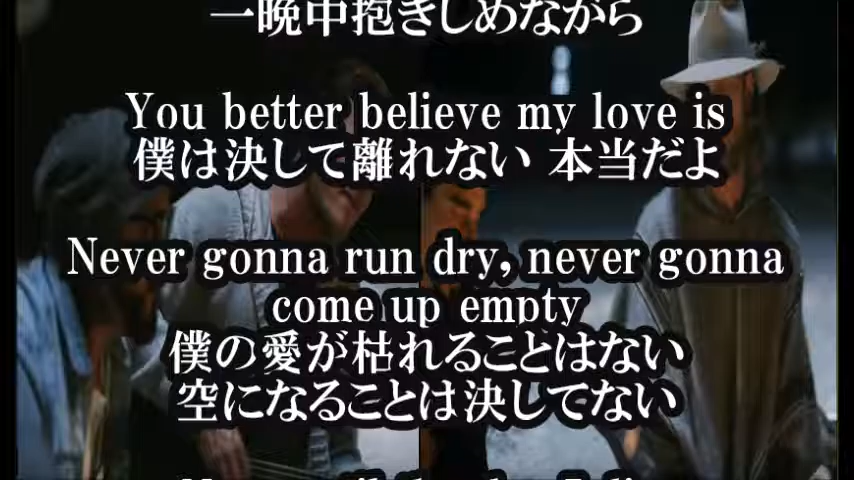 一晩中抱きしめながら
You better believe my love is
僕は決して離れない 本当だよ
Never gonna run dry, never gonna
come up empty
僕の愛が枯れることはない
空になることは決してない